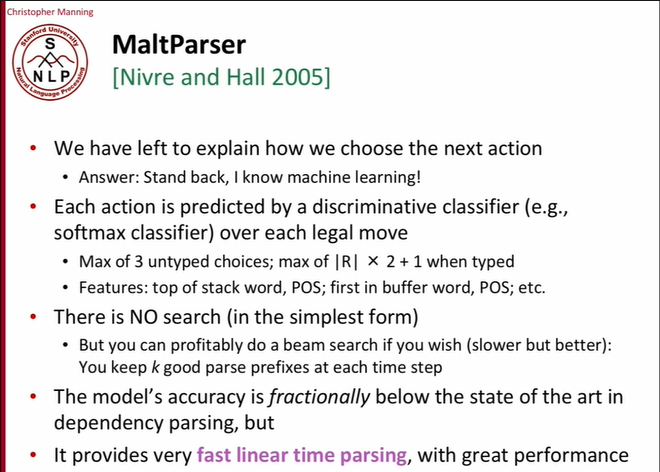 Christopher Manning
Stanford University
S
NLP
Natural Language Processing
MaltParser
[Nivre and Hall 2005]
• We have left to explain how we choose the next action
• Answer: Stand back, I know machine learning!
• Each action is predicted by a discriminative classifier (e.g.,
softmax classifier) over each legal move
• Max of 3 untyped choices; max of |R| × 2 + 1 when typed
• Features: top of stack word, POS; first in buffer word, POS; etc.
• There is NO search (in the simplest form)
• But you can profitably do a beam search if you wish (slower but better):
You keep k good parse prefixes at each time step
• The model’s accuracy is fractionally below the state of the art in
dependency parsing, but
• It provides very fast linear time parsing, with great performance